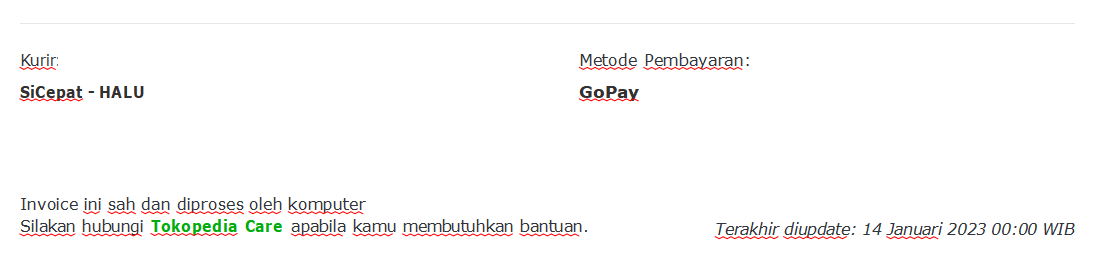 Kurir:
SiCepat - HALU
Metode Pembayaran:
GoPay
Invoice ini sah dan diproses oleh komputer
Silakan hubungi Tokopedia Care apabila kamu membutuhkan bantuan.
Terakhir diupdate: 14 Januari 2023 00:00 WIB